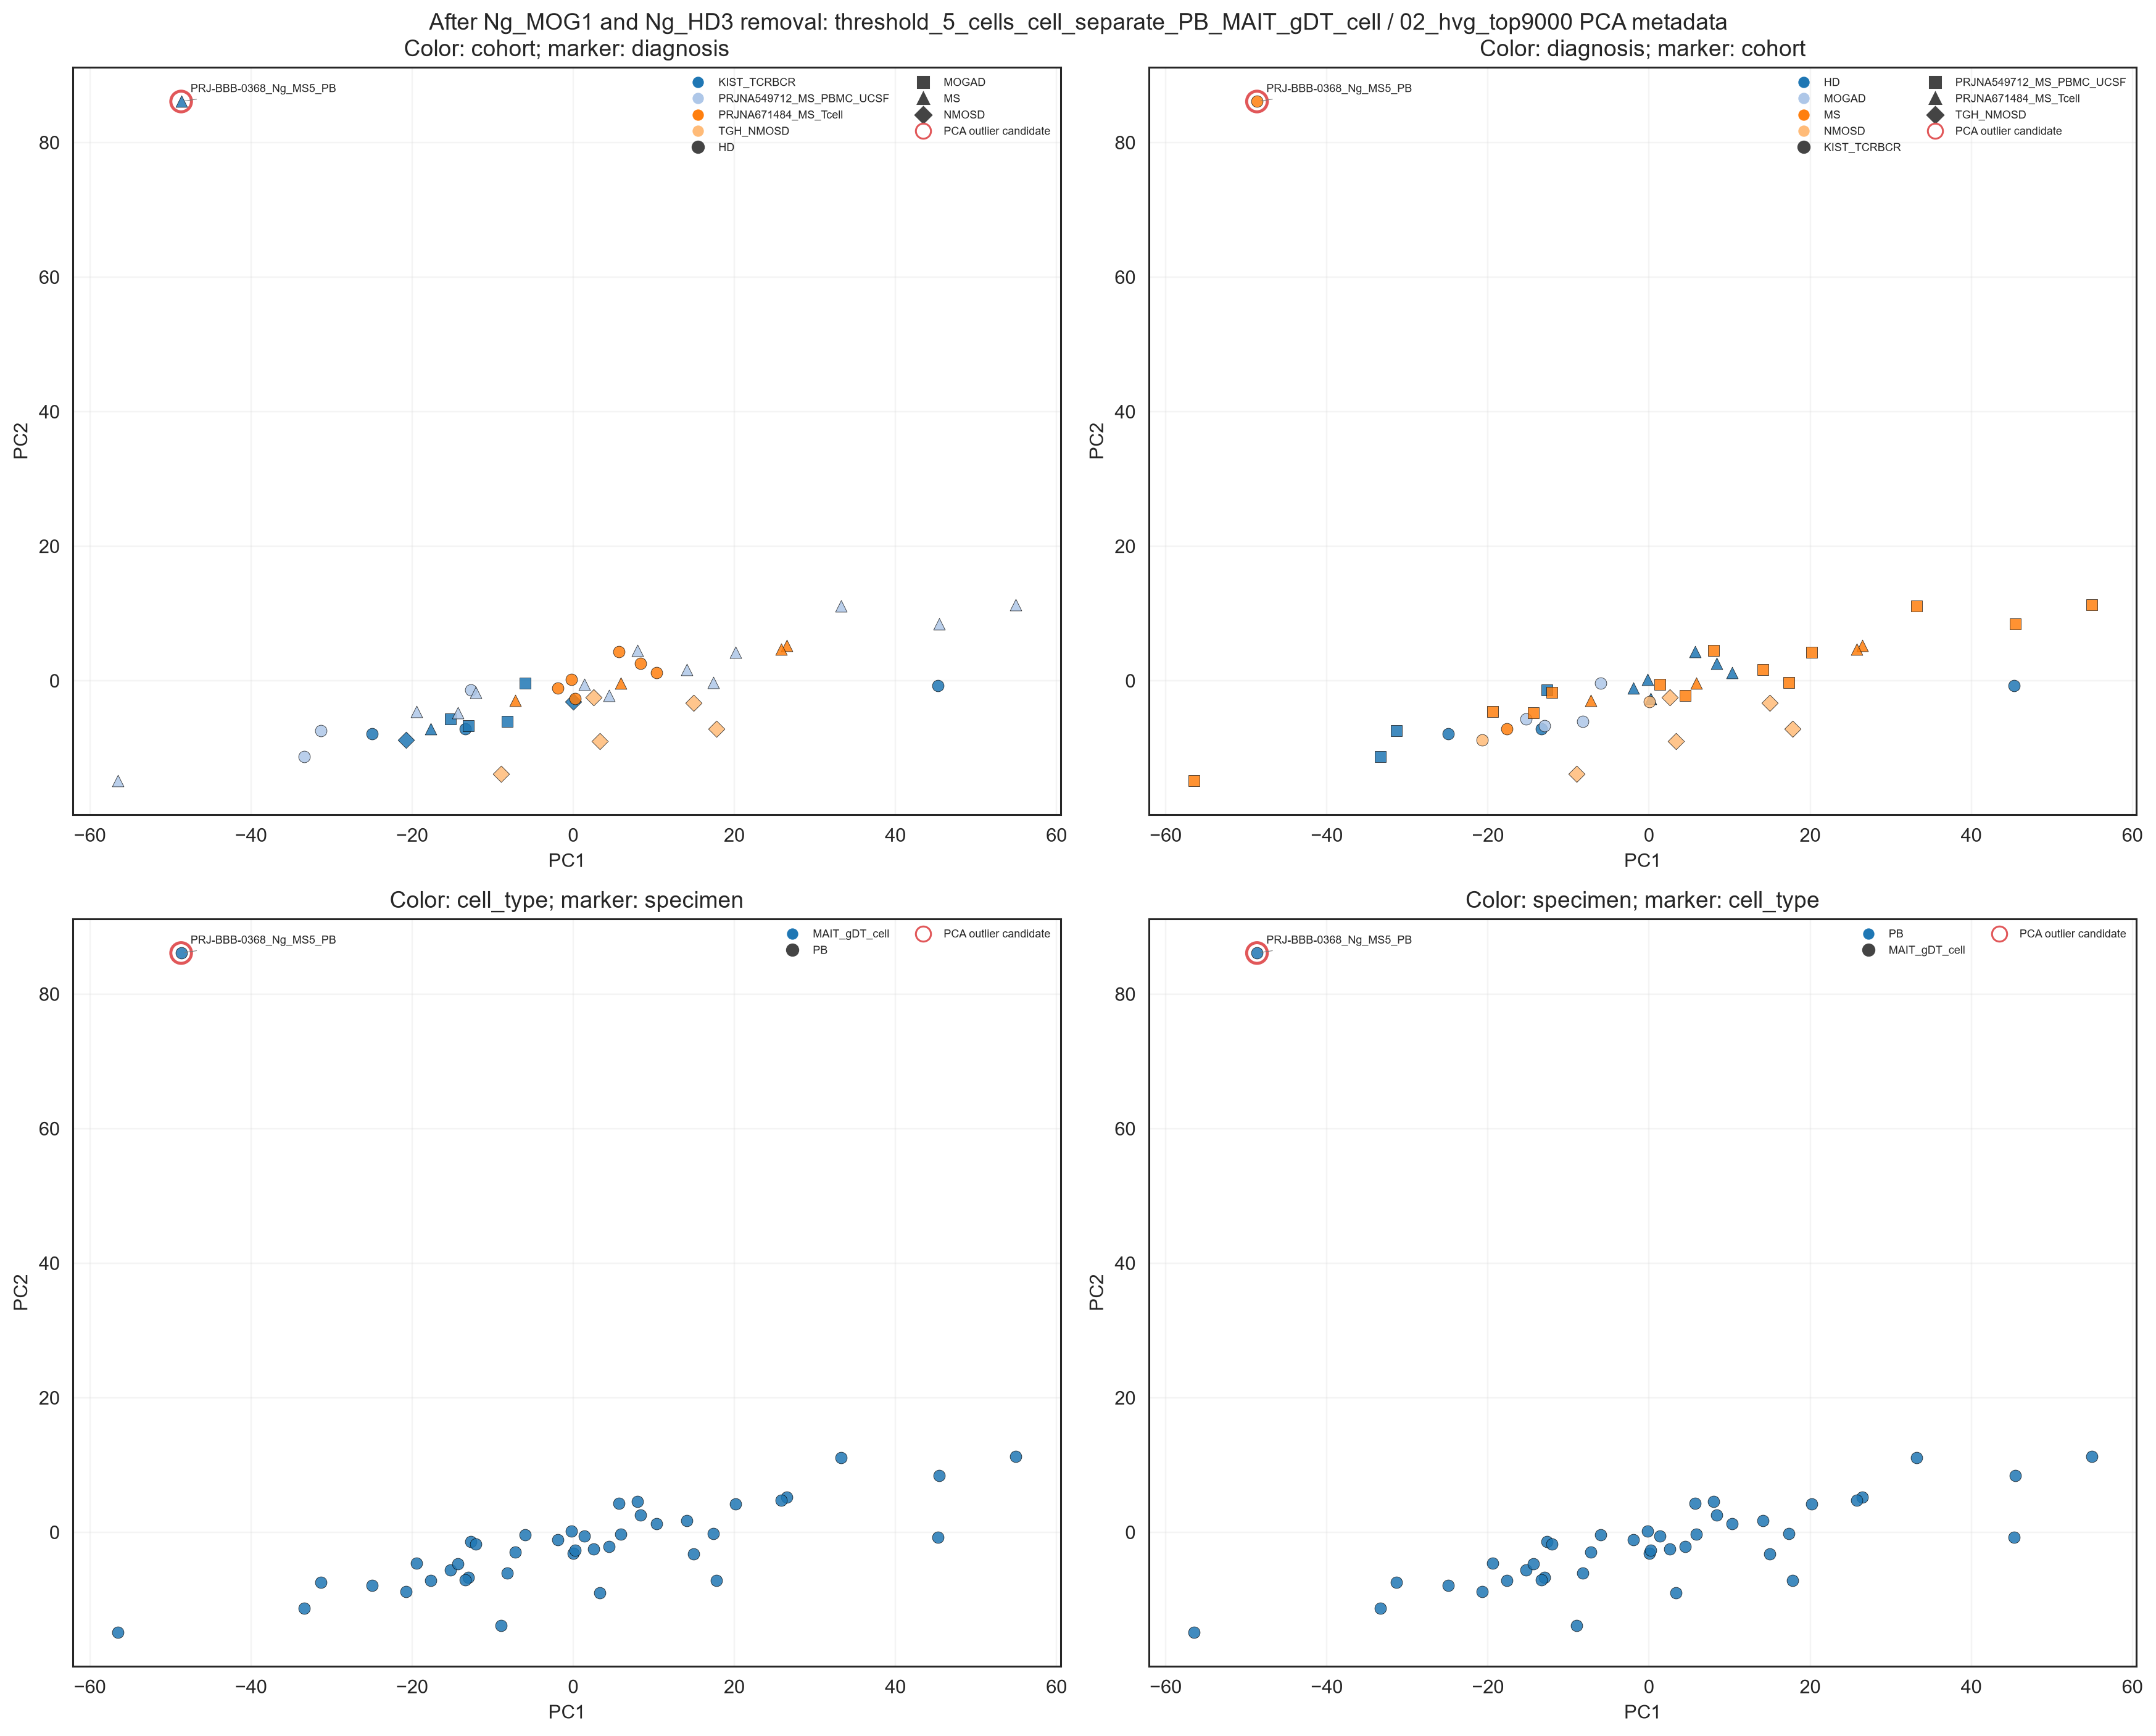 After Ng_MOG1 and Ng_HD3 removal: threshold_5_cells_cell_separate_PB_MAIT_gDT_cell / 02_hvg_top9000 PCA metadata
Color: cohort; marker: diagnosis
PRJ-BBB-0368_Ng_MS5_PB
KIST_TCRBCR
PRJNA549712_MS_PBMC_UCSF
PRJNA671484_MS_Tcell
TGH_NMOSD
HD
MOGAD
MS
NMOSD
PCA outlier candidate
80
60
40
20
0
PC2
−60
−40
−20
0
20
40
60
PC1
Color: diagnosis; marker: cohort
PRJ-BBB-0368_Ng_MS5_PB
HD
MOGAD
MS
NMOSD
KIST_TCRBCR
PRJNA549712_MS_PBMC_UCSF
PRJNA671484_MS_Tcell
TGH_NMOSD
PCA outlier candidate
80
60
40
20
0
PC2
−60
−40
−20
0
20
40
60
PC1
Color: cell_type; marker: specimen
PRJ-BBB-0368_Ng_MS5_PB
MAIT_gDT_cell
PB
PCA outlier candidate
80
60
40
20
0
PC2
−60
−40
−20
0
20
40
60
PC1
Color: specimen; marker: cell_type
PRJ-BBB-0368_Ng_MS5_PB
PB
MAIT_gDT_cell
PCA outlier candidate
80
60
40
20
0
PC2
−60
−40
−20
0
20
40
60
PC1